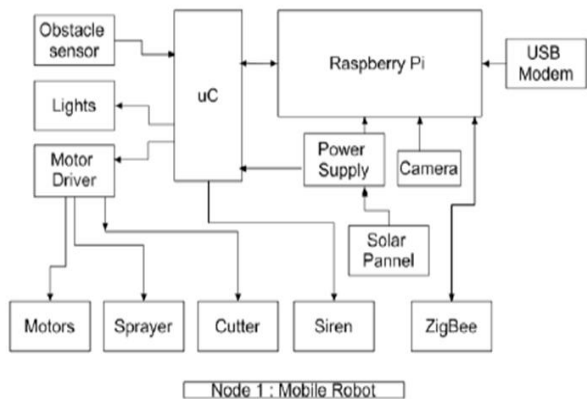 Obstacle
sensor
uC
Raspberry Pi
USB
Modem
Lights
Motor
Driver
Power
Supply
Camera
Solar
Pannel
Motors
Sprayer
Cutter
Siren
ZigBee
Node 1 : Mobile Robot